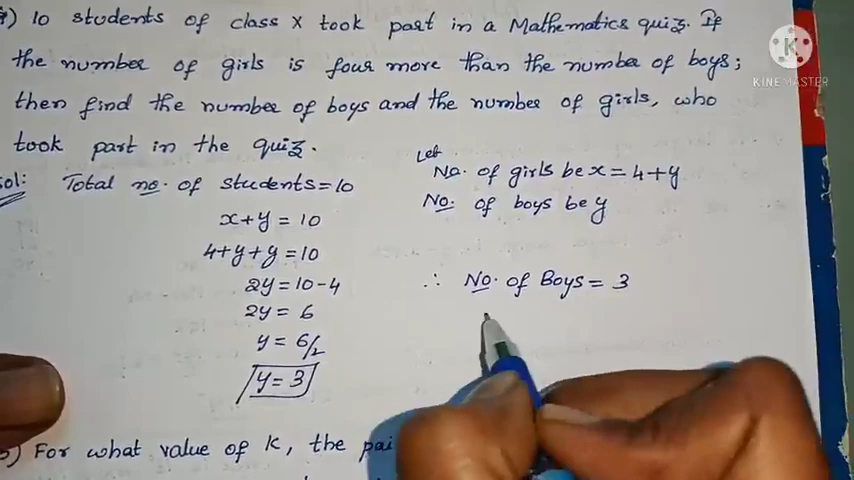 10 students of class X took part in a Mathematics quiz. If
the number of girls is four more than the number of boys;
then find the number of boys and the number of girls, who
took part in the quiz.
Sol: Total no. of students = 10
x+y = 10
4+y+y = 10
2y = 10-4
2y = 6
y = 6/2
y = 3
Let
No. of girls be x = 4+y
No. of boys be y
∴ No. of Boys = 3
5) For what value of K, the pai
K
KINEMASTER